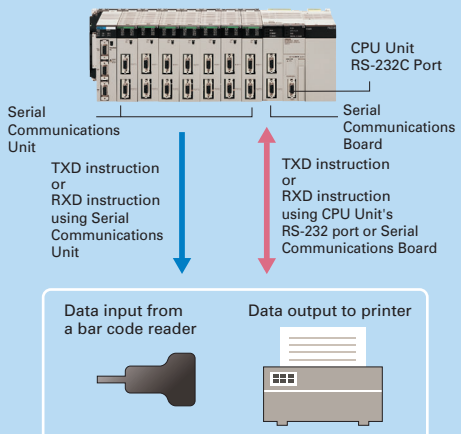 CPU Unit
RS-232C Port
Serial
Communications
Unit
Serial
Communications
Board
TXD instruction
or
RXD instruction
using Serial
Communications
Unit
TXD instruction
or
RXD instruction
using CPU Unit's
RS-232 port or Serial
Communications Board
Data input from
a bar code reader
Data output to printer